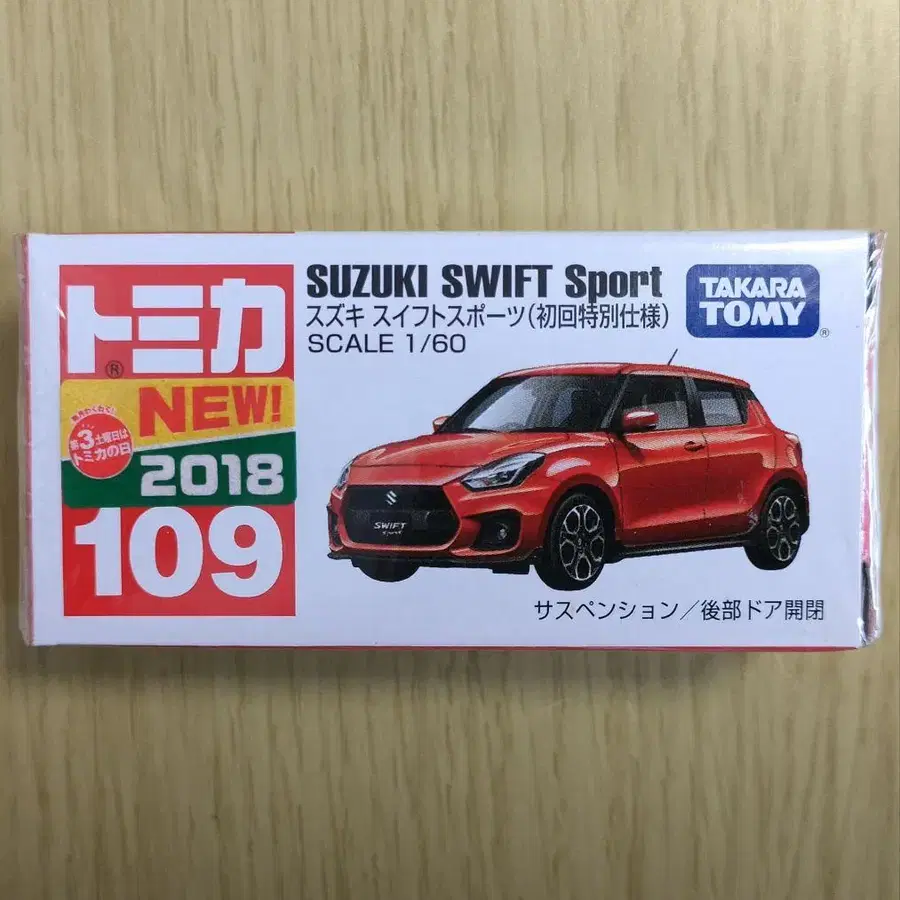 トミカ
®
NEW!
第3土曜日は
トミカの日
2018
109
SUZUKI SWIFT Sport
スズキ スイフトスポーツ(初回特別仕様)
SCALE 1/60
TAKARA
TOMY
®
SWIFT
Sport
サスペンション/後部ドア開閉